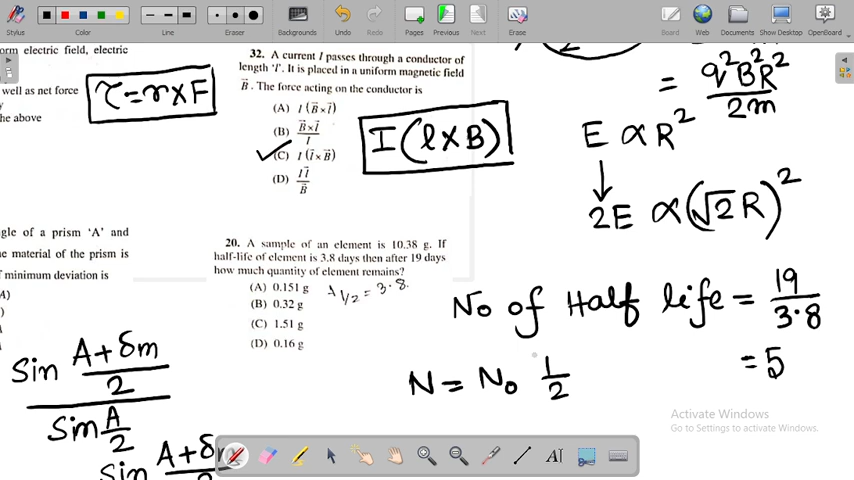 Stylus
Color
Line
Eraser
Backgrounds
Undo
Redo
Pages
Previous
Next
Erase
Board
Web
Documents
Show Desktop
OpenBoard
orm electric field, electric
well as net force
the above
τ = r × F
32. A current I passes through a conductor of
length 'l'. It is placed in a uniform magnetic field
B⃗. The force acting on the conductor is
(A) I (B⃗×l⃗)
(B) B⃗×l⃗ / I
(C) I (l⃗×B⃗)
(D) I l⃗ / B⃗
I(l×B)
= q²B²R² / 2m
E ∝ R²
↓
2E ∝ (√2 R)²
gle of a prism 'A' and
e material of the prism is
f minimum deviation is
)
Sin A+δm / 2
Sin A / 2
Sin A+δ
20. A sample of an element is 10.38 g. If
half-life of element is 3.8 days then after 19 days
how much quantity of element remains?
(A) 0.151 g
(B) 0.32 g
(C) 1.51 g
(D) 0.16 g
1/2 = 3.8
No of Half life = 19 / 3.8
= 5
N = No 1/2
Activate Windows
Go to Settings to activate Windows.